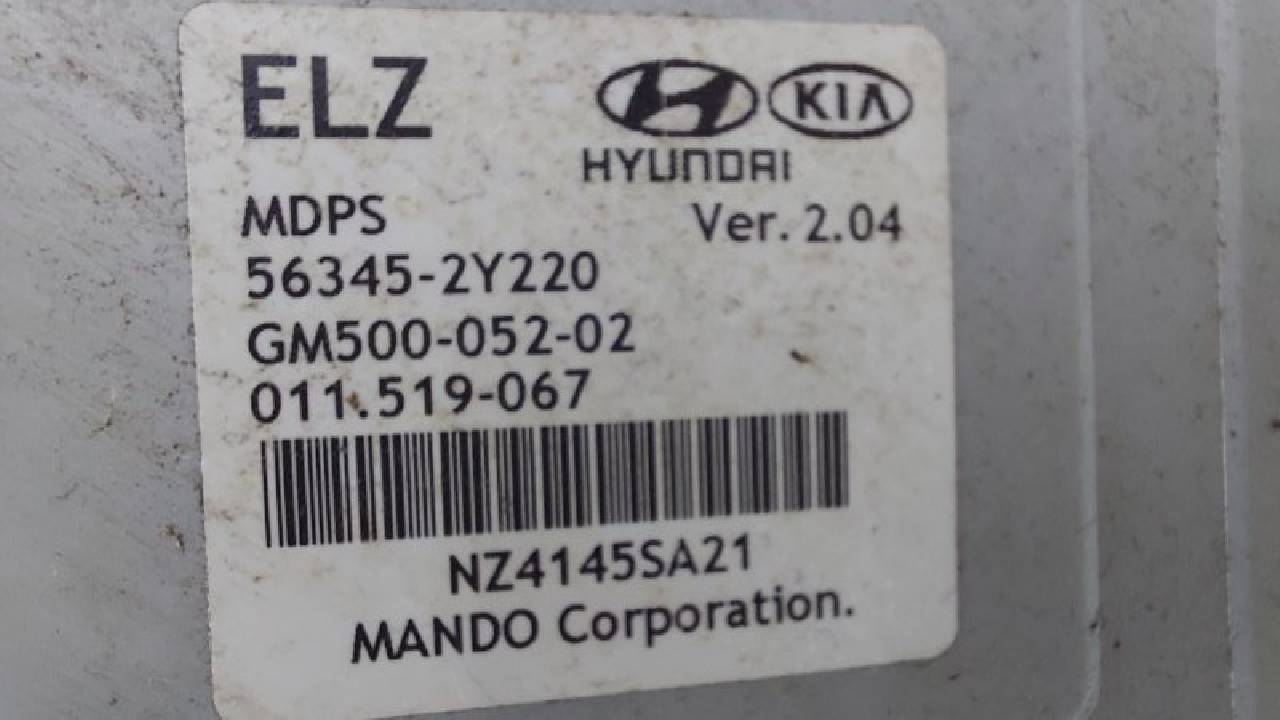 ELZ
KIA
HYUNDAI
MDPS
Ver. 2.04
56345-2Y220
GM500-052-02
011.519-067
NZ4145SA21
MANDO Corporation.